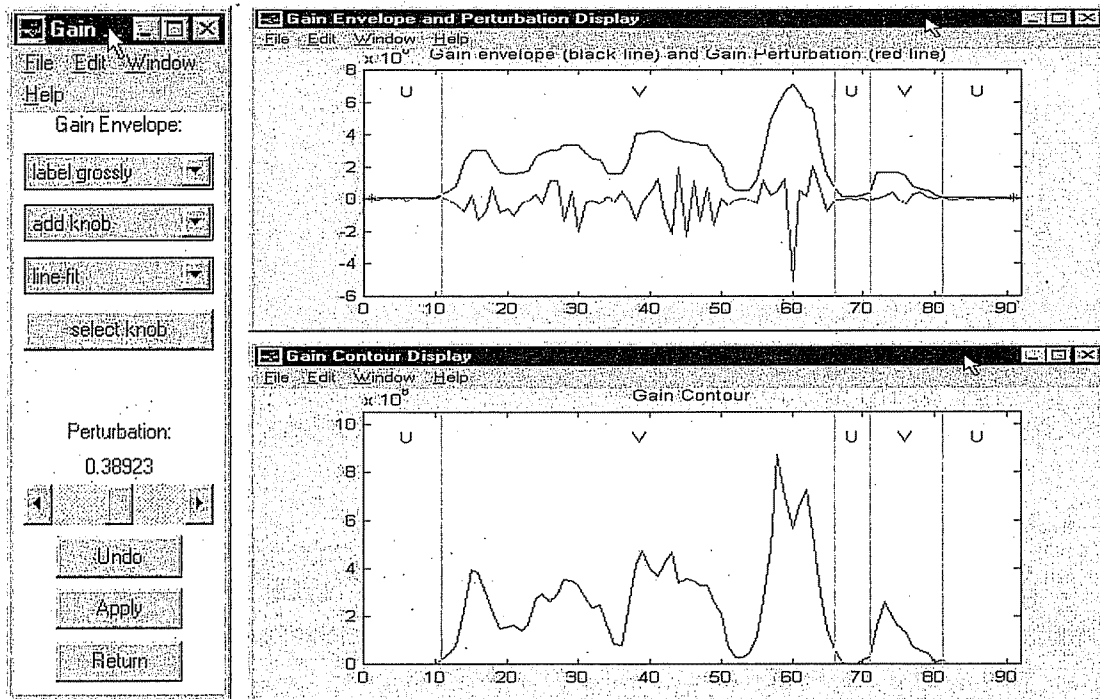 Gain
File Edit Window
Help
Gain Envelope:
label grossly
add knob
line-fit
select knob
Perturbation:
0.38923
Undo
Apply
Return
Gain Envelope and Perturbation Display
File Edit Window Help
Gain envelope (black line) and Gain Perturbation (red line)
x 10^6
8
6
4
2
0
-2
-4
-6
U V U V U
0 10 20 30 40 50 60 70 80 90
Gain Contour Display
File Edit Window Help
Gain Contour
x 10^6
10
8
6
4
2
0
U V U V U
0 10 20 30 40 50 60 70 80 90